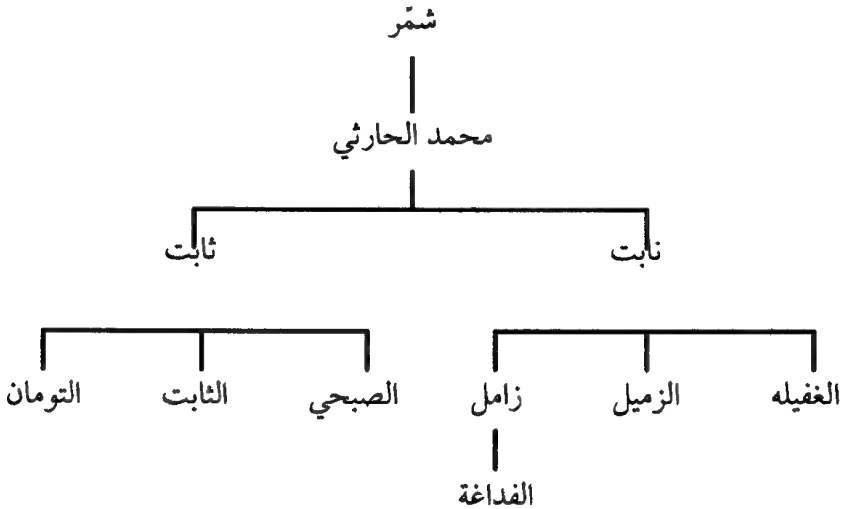 شمّر
محمد الحارثي
نابت ثابت
الغفيله الزميل زامل الصبحي الثابت التومان
الفداغة